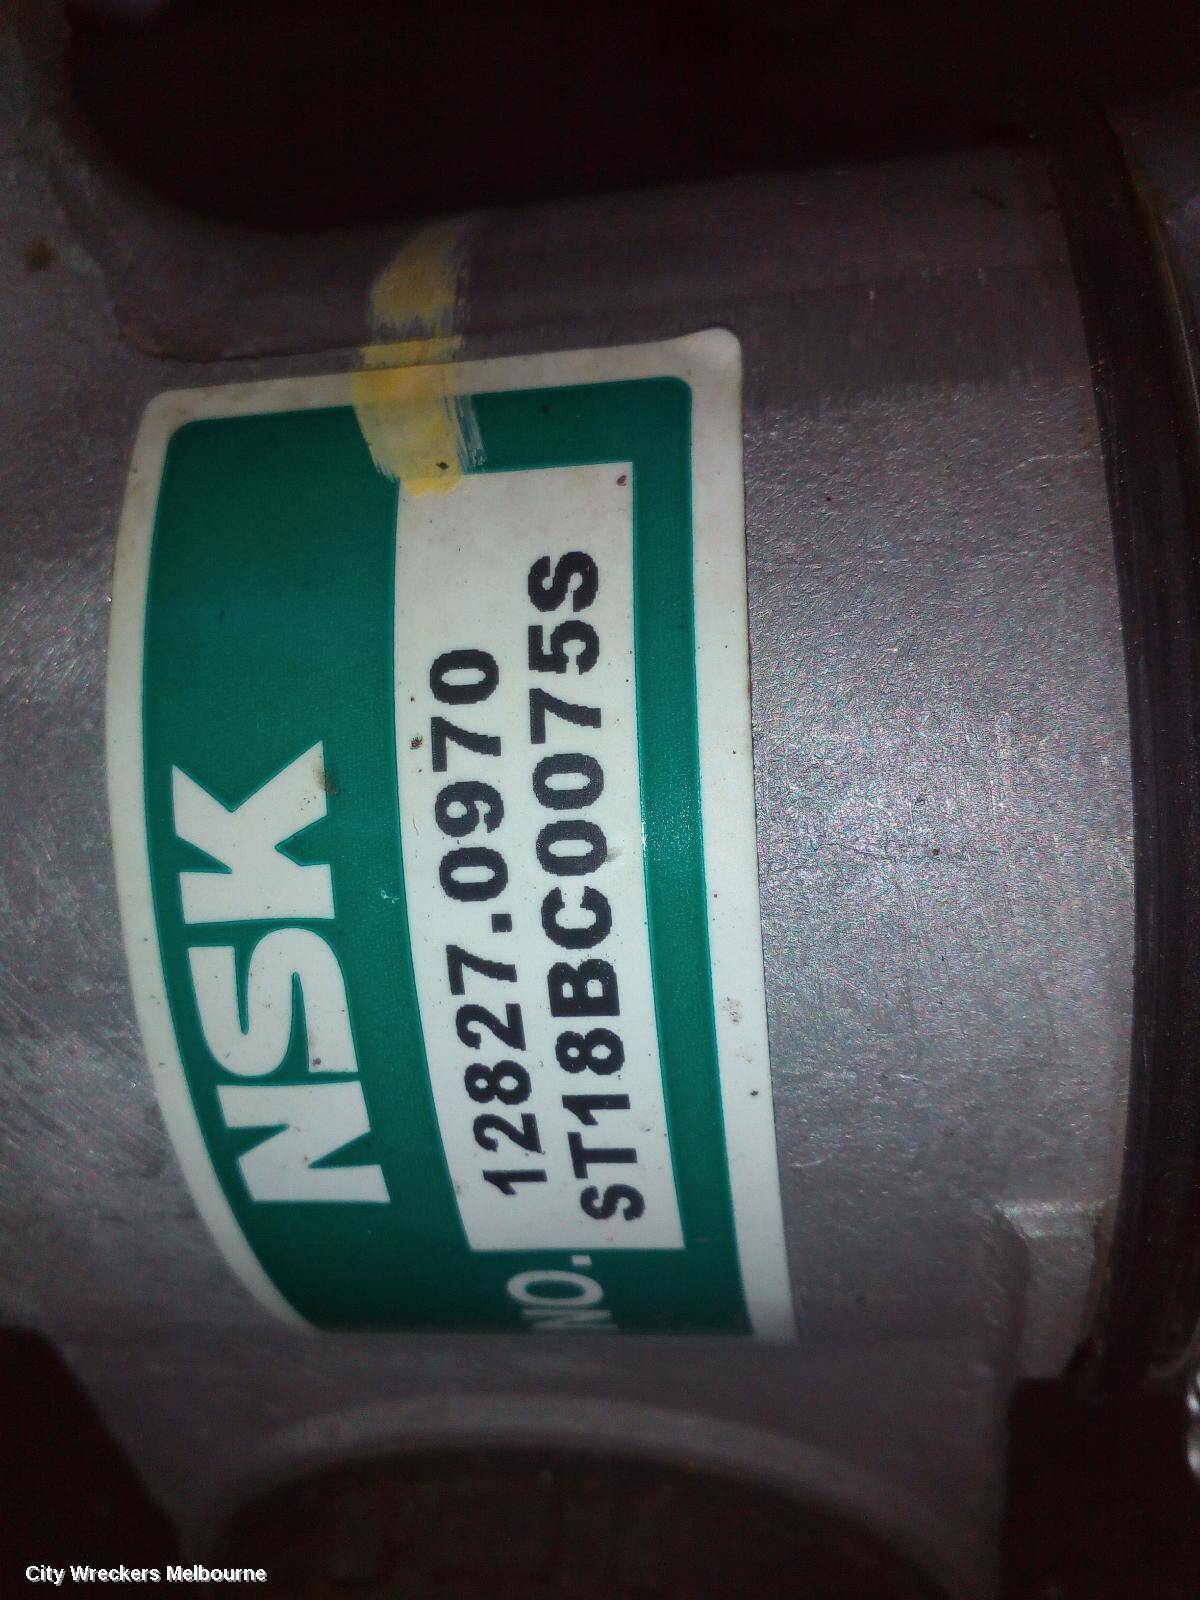 NSK
12827.0970
NO. ST18BC0075S
City Wreckers Melbourne